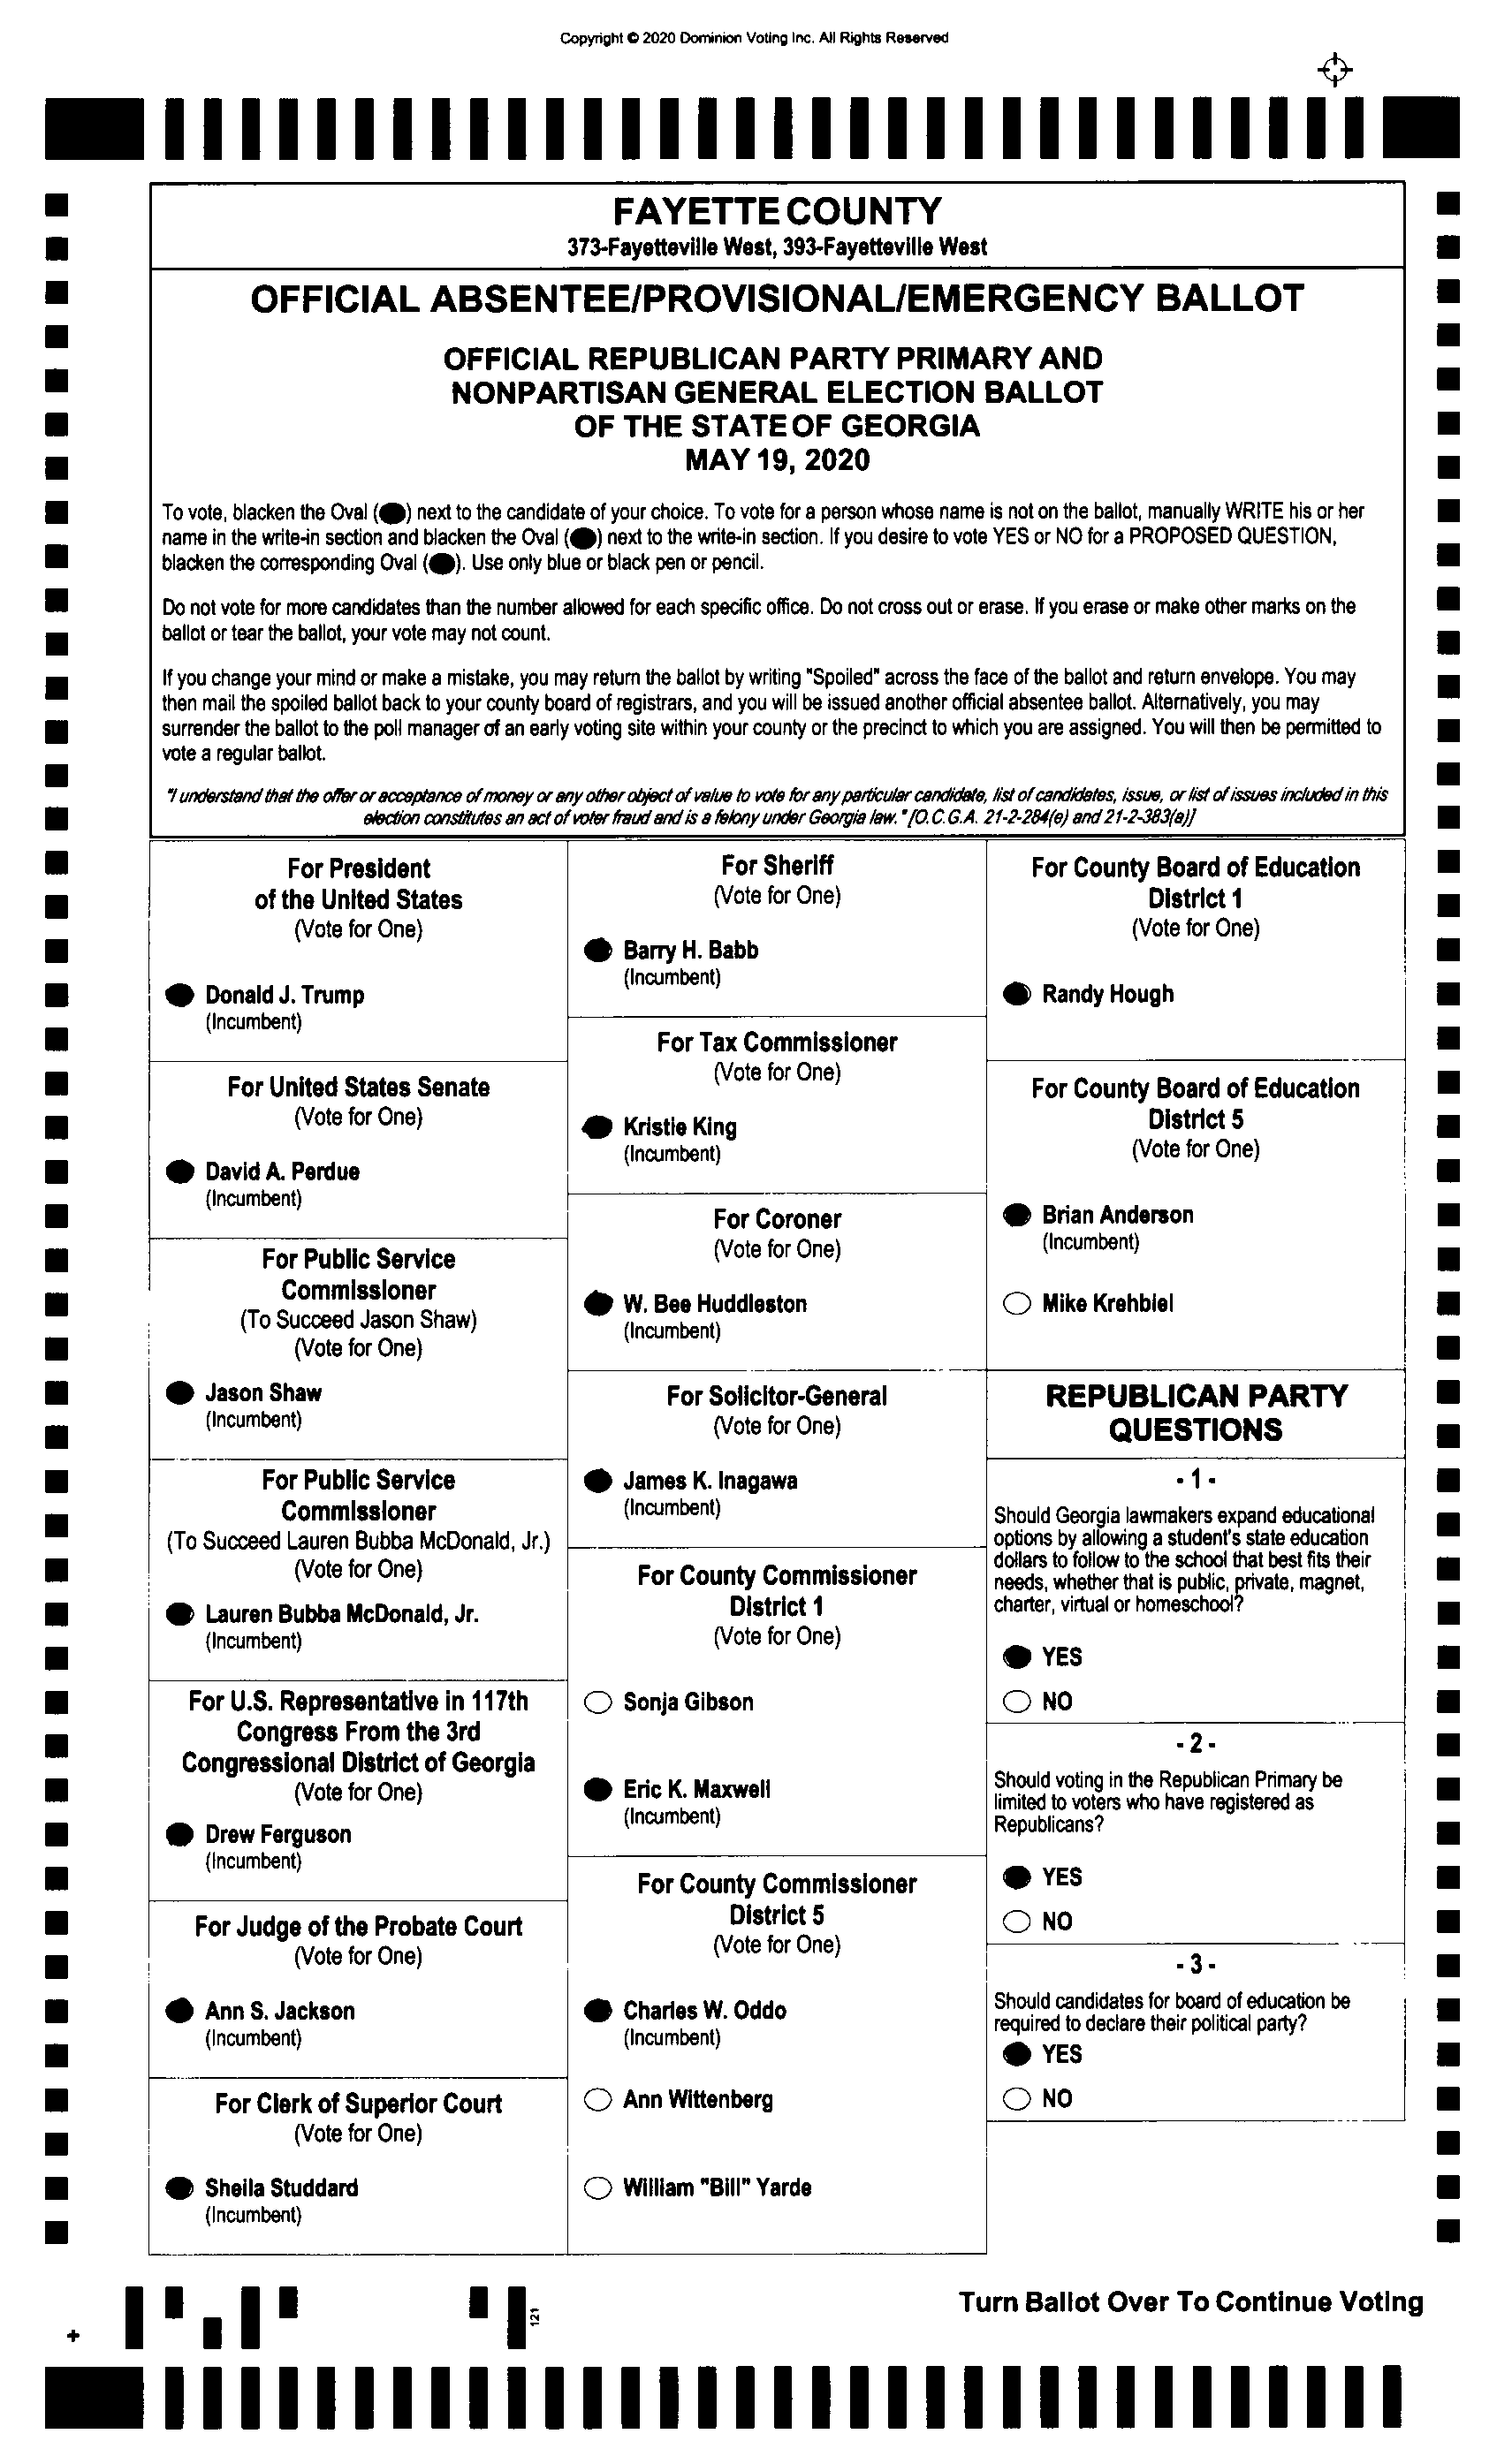 Copyright © 2020 Dominion Voting Inc. All Rights Reserved
FAYETTE COUNTY
373-Fayetteville West, 393-Fayetteville West
OFFICIAL ABSENTEE/PROVISIONAL/EMERGENCY BALLOT
OFFICIAL REPUBLICAN PARTY PRIMARY AND
NONPARTISAN GENERAL ELECTION BALLOT
OF THE STATE OF GEORGIA
MAY 19, 2020
To vote, blacken the Oval (●) next to the candidate of your choice. To vote for a person whose name is not on the ballot, manually WRITE his or her
name in the write-in section and blacken the Oval (●) next to the write-in section. If you desire to vote YES or NO for a PROPOSED QUESTION,
blacken the corresponding Oval (●). Use only blue or black pen or pencil.
Do not vote for more candidates than the number allowed for each specific office. Do not cross out or erase. If you erase or make other marks on the
ballot or tear the ballot, your vote may not count.
If you change your mind or make a mistake, you may return the ballot by writing "Spoiled" across the face of the ballot and return envelope. You may
then mail the spoiled ballot back to your county board of registrars, and you will be issued another official absentee ballot. Alternatively, you may
surrender the ballot to the poll manager of an early voting site within your county or the precinct to which you are assigned. You will then be permitted to
vote a regular ballot.
"I understand that the offer or acceptance of money or any other object of value to vote for any particular candidate, list of candidates, issue, or list of issues included in this
election constitutes an act of voter fraud and is a felony under Georgia law." [O.C.G.A. 21-2-284(e) and 21-2-383(a)]
For President
of the United States
(Vote for One)
Donald J. Trump
(Incumbent)
For United States Senate
(Vote for One)
David A. Perdue
(Incumbent)
For Public Service
Commissioner
(To Succeed Jason Shaw)
(Vote for One)
Jason Shaw
(Incumbent)
For Public Service
Commissioner
(To Succeed Lauren Bubba McDonald, Jr.)
(Vote for One)
Lauren Bubba McDonald, Jr.
(Incumbent)
For U.S. Representative in 117th
Congress From the 3rd
Congressional District of Georgia
(Vote for One)
Drew Ferguson
(Incumbent)
For Judge of the Probate Court
(Vote for One)
Ann S. Jackson
(Incumbent)
For Clerk of Superior Court
(Vote for One)
Sheila Studdard
(Incumbent)
For Sheriff
(Vote for One)
Barry H. Babb
(Incumbent)
For Tax Commissioner
(Vote for One)
Kristie King
(Incumbent)
For Coroner
(Vote for One)
W. Bee Huddleston
(Incumbent)
For Solicitor-General
(Vote for One)
James K. Inagawa
(Incumbent)
For County Commissioner
District 1
(Vote for One)
Sonja Gibson
Eric K. Maxwell
(Incumbent)
For County Commissioner
District 5
(Vote for One)
Charles W. Oddo
(Incumbent)
Ann Wittenberg
William "Bill" Yarde
For County Board of Education
District 1
(Vote for One)
Randy Hough
For County Board of Education
District 5
(Vote for One)
Brian Anderson
(Incumbent)
Mike Krehbiel
REPUBLICAN PARTY
QUESTIONS
- 1 -
Should Georgia lawmakers expand educational
options by allowing a student's state education
dollars to follow to the school that best fits their
needs, whether that is public, private, magnet,
charter, virtual or homeschool?
YES
NO
- 2 -
Should voting in the Republican Primary be
limited to voters who have registered as
Republicans?
YES
NO
- 3 -
Should candidates for board of education be
required to declare their political party?
YES
NO
121
Turn Ballot Over To Continue Voting
+